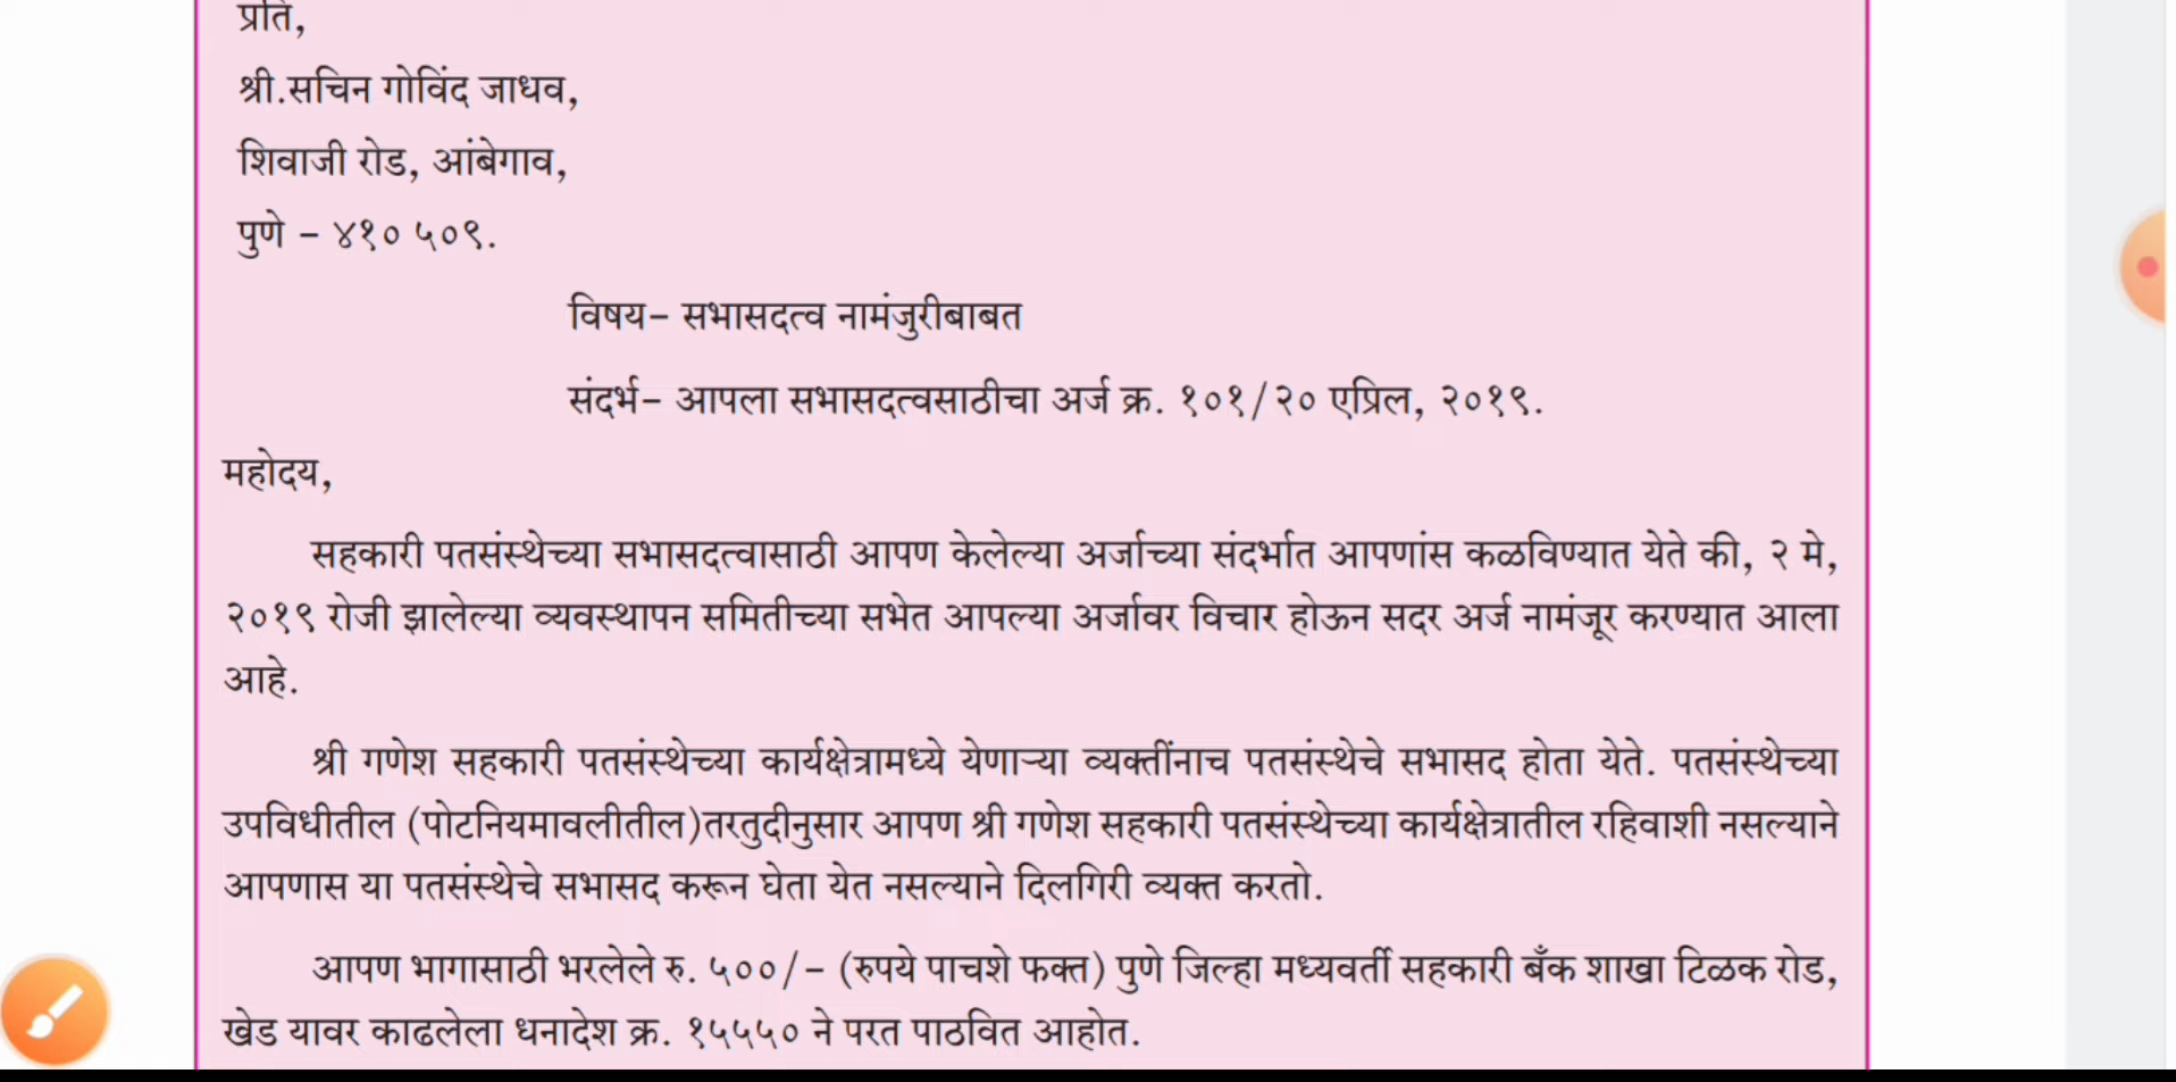 प्रति,
श्री.सचिन गोविंद जाधव,
शिवाजी रोड, आंबेगाव,
पुणे – ४१० ५०९.
विषय– सभासदत्व नामंजुरीबाबत
संदर्भ– आपला सभासदत्वसाठीचा अर्ज क्र. १०१/२० एप्रिल, २०१९.
महोदय,
सहकारी पतसंस्थेच्या सभासदत्वासाठी आपण केलेल्या अर्जाच्या संदर्भात आपणांस कळविण्यात येते की, २ मे,
२०१९ रोजी झालेल्या व्यवस्थापन समितीच्या सभेत आपल्या अर्जावर विचार होऊन सदर अर्ज नामंजूर करण्यात आला
आहे.
श्री गणेश सहकारी पतसंस्थेच्या कार्यक्षेत्रामध्ये येणाऱ्या व्यक्तींनाच पतसंस्थेचे सभासद होता येते. पतसंस्थेच्या
उपविधीतील (पोटनियमावलीतील)तरतुदीनुसार आपण श्री गणेश सहकारी पतसंस्थेच्या कार्यक्षेत्रातील रहिवाशी नसल्याने
आपणास या पतसंस्थेचे सभासद करून घेता येत नसल्याने दिलगिरी व्यक्त करतो.
आपण भागासाठी भरलेले रु. ५००/– (रुपये पाचशे फक्त) पुणे जिल्हा मध्यवर्ती सहकारी बँक शाखा टिळक रोड,
खेड यावर काढलेला धनादेश क्र. १५५५० ने परत पाठवित आहोत.